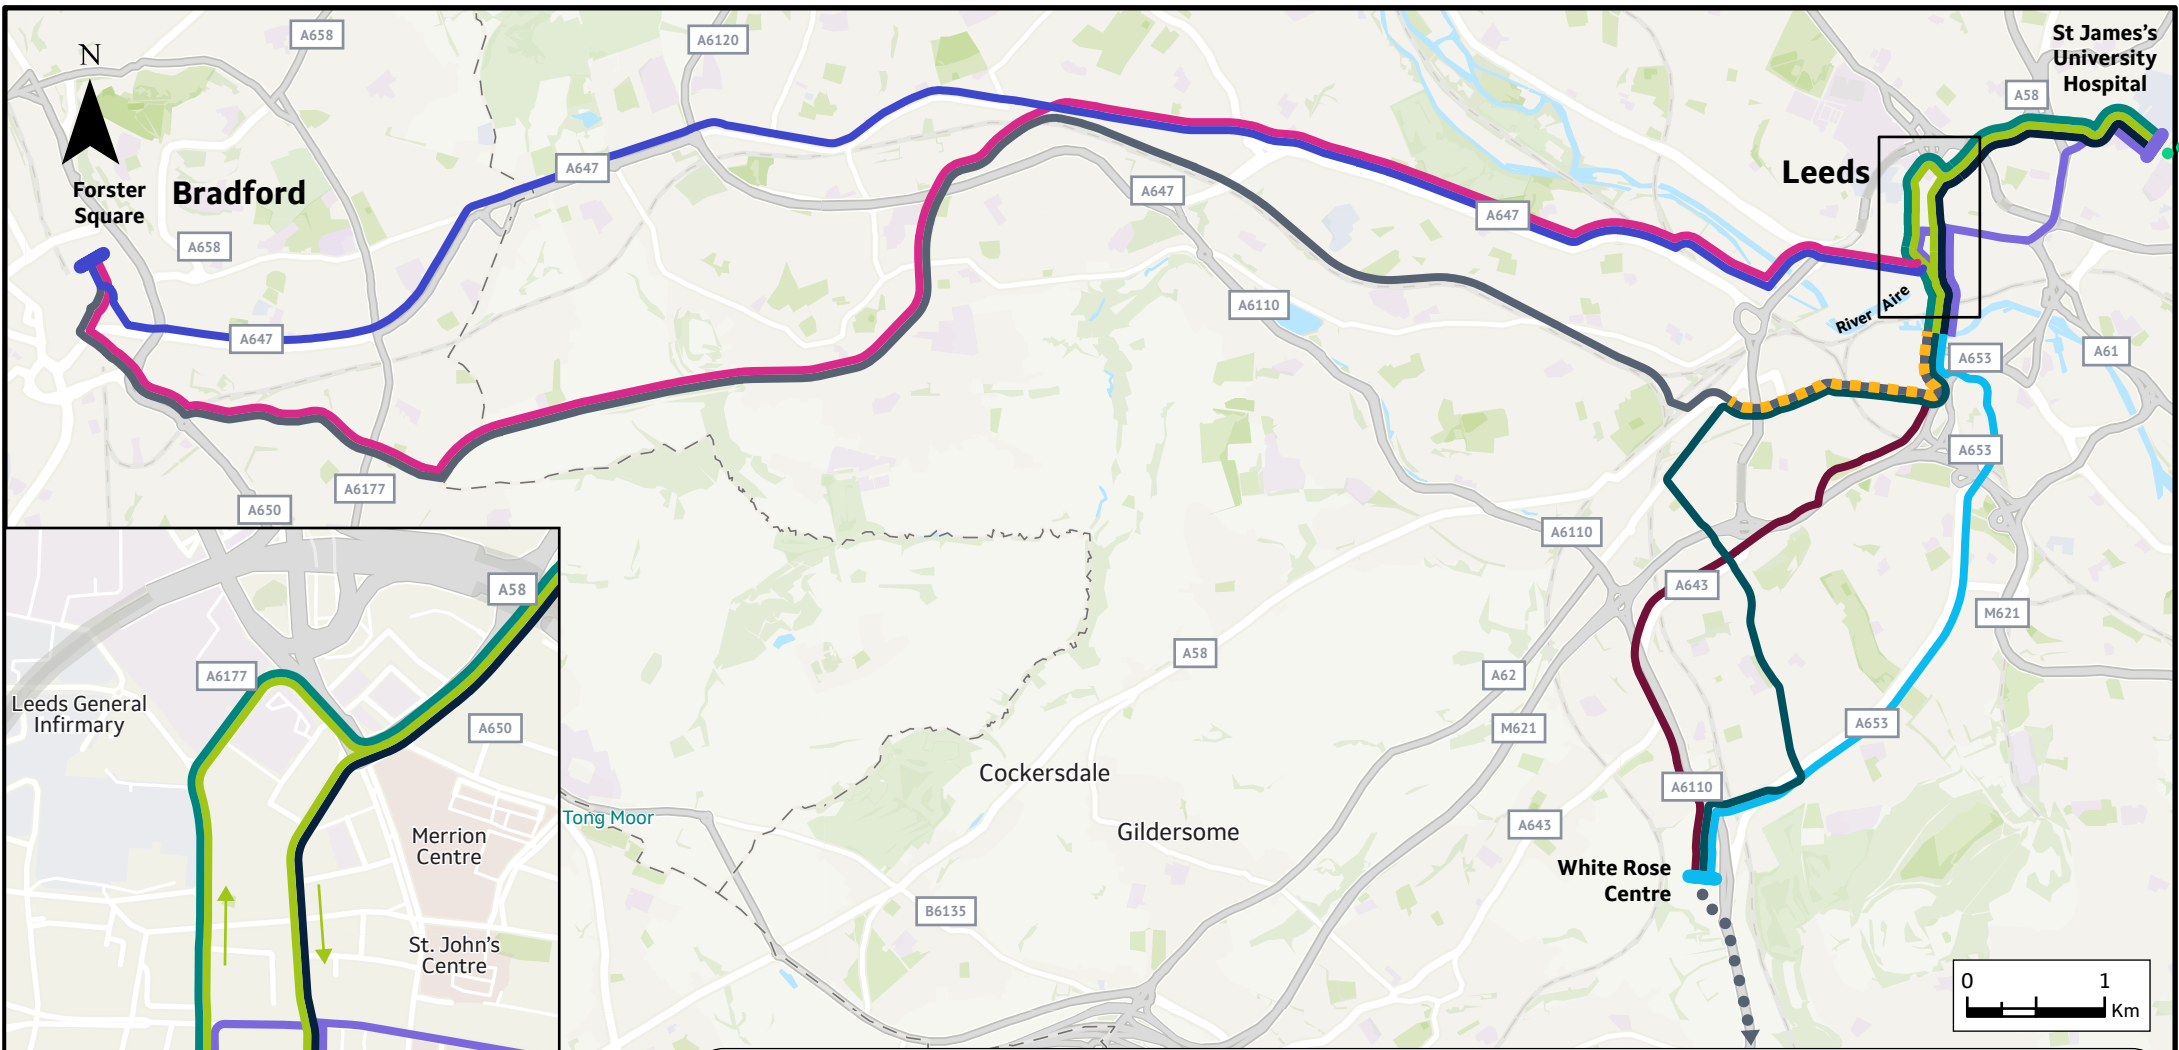 N
A658
A6120
St James's
University
Hospital
A58
Leeds
Forster
Square
Bradford
A647
A647
A647
A658
A6110
River Aire
A647
A653
A61
A653
A6177
A650
A6110
A643
M621
A58
A62
M621
A653
A6110
Cockersdale
Tong Moor
Gildersome
A643
White Rose
Centre
B6135
0
1
Km
A58
A6177
Leeds General
Infirmary
A650
Merrion
Centre
St. John's
Centre